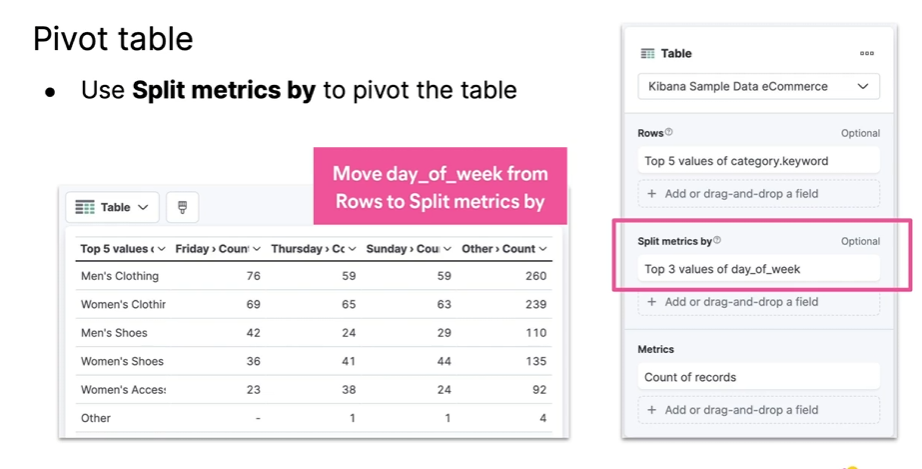 Pivot table
● Use Split metrics by to pivot the table
Move day_of_week from
Rows to Split metrics by
Table
Top 5 values Friday › Coun Thursday › Cc Sunday › Cou Other › Count
Men's Clothing 76 59 59 260
Women's Clothir 69 65 63 239
Men's Shoes 42 24 29 110
Women's Shoes 36 41 44 135
Women's Access 23 38 24 92
Other - 1 1 4
Table
Kibana Sample Data eCommerce
Rows Optional
Top 5 values of category.keyword
+ Add or drag-and-drop a field
Split metrics by Optional
Top 3 values of day_of_week
+ Add or drag-and-drop a field
Metrics
Count of records
+ Add or drag-and-drop a field